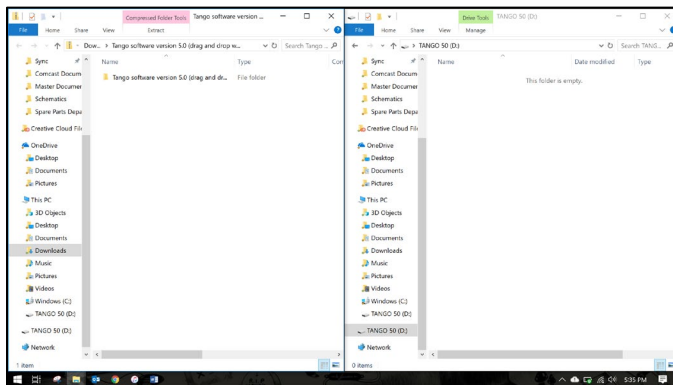 Compressed Folder Tools
Tango software version ...
File
Home
Share
View
Extract
Dow...
Tango software version 5.0 (drag and drop w...
Search Tango ...
Name
Type
Com
Tango software version 5.0 (drag and dr...
File folder
Sync
Comcast Docum
Master Documer
Schematics
Spare Parts Depa
Creative Cloud File
OneDrive
Desktop
Documents
Pictures
This PC
3D Objects
Desktop
Documents
Downloads
Music
Pictures
Videos
Windows (C:)
TANGO 50 (D:)
TANGO 50 (D:)
Network
1 item
Drive Tools
TANGO 50 (D:)
File
Home
Share
View
Manage
TANGO 50 (D:)
Search TANG...
Name
Date modified
Type
This folder is empty.
Sync
Comcast Docum
Master Documer
Schematics
Spare Parts Depa
Creative Cloud File
OneDrive
Desktop
Documents
Pictures
This PC
3D Objects
Desktop
Documents
Downloads
Music
Pictures
Videos
Windows (C:)
TANGO 50 (D:)
TANGO 50 (D:)
Network
0 items
5:35 PM